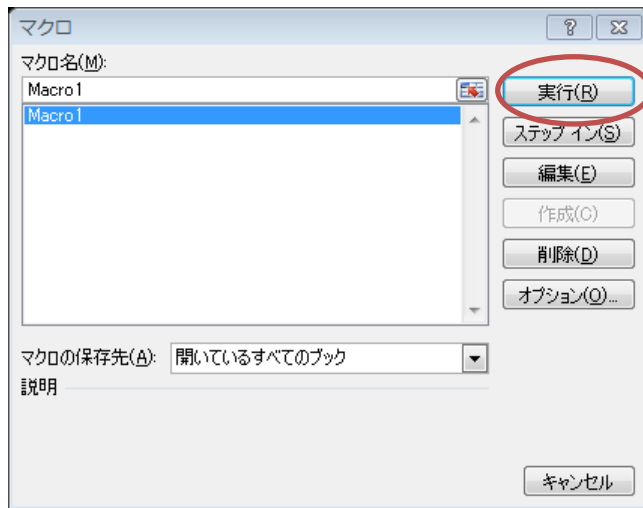 マクロ
マクロ名(M):
Macro1
Macro1
実行(R)
ステップ イン(S)
編集(E)
作成(C)
削除(D)
オプション(O)...
マクロの保存先(A):
開いているすべてのブック
説明
キャンセル